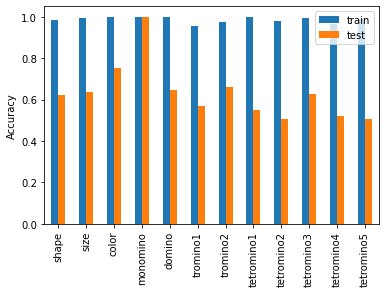 train
test
Accuracy
1.0
0.8
0.6
0.4
0.2
0.0
shape
size
color
monomino
domino
tromino1
tromino2
tetromino1
tetromino2
tetromino3
tetromino4
tetromino5